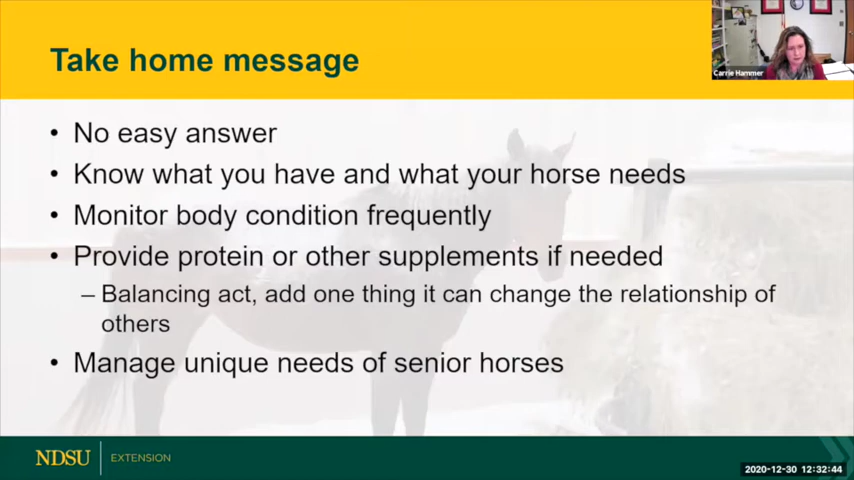 Take home message
Carrie Hammer
• No easy answer
• Know what you have and what your horse needs
• Monitor body condition frequently
• Provide protein or other supplements if needed
– Balancing act, add one thing it can change the relationship of
others
• Manage unique needs of senior horses
NDSU EXTENSION
2020-12-30 12:32:44